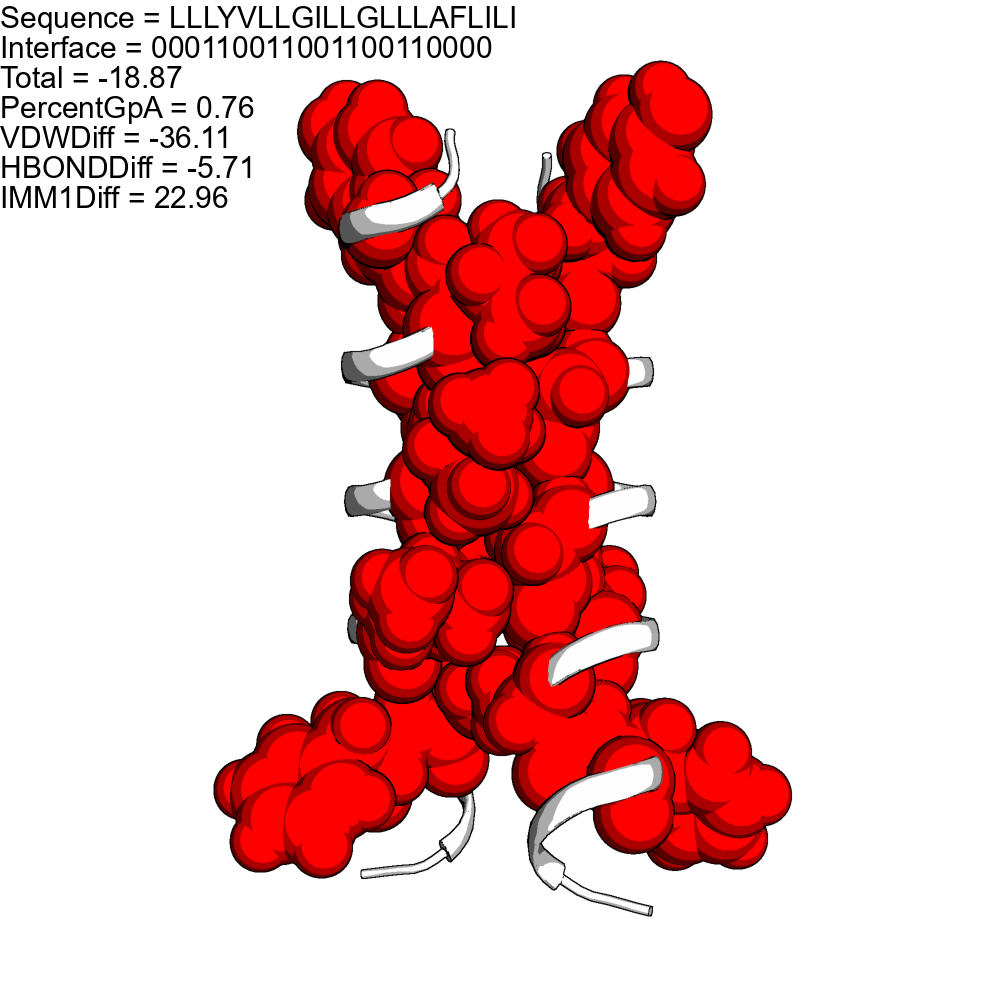 Sequence = LLLYVLLGILLGLLLAFLILI
Interface = 000110011001100110000
Total = -18.87
PercentGpA = 0.76
VDWDiff = -36.11
HBONDDiff = -5.71
IMM1Diff = 22.96